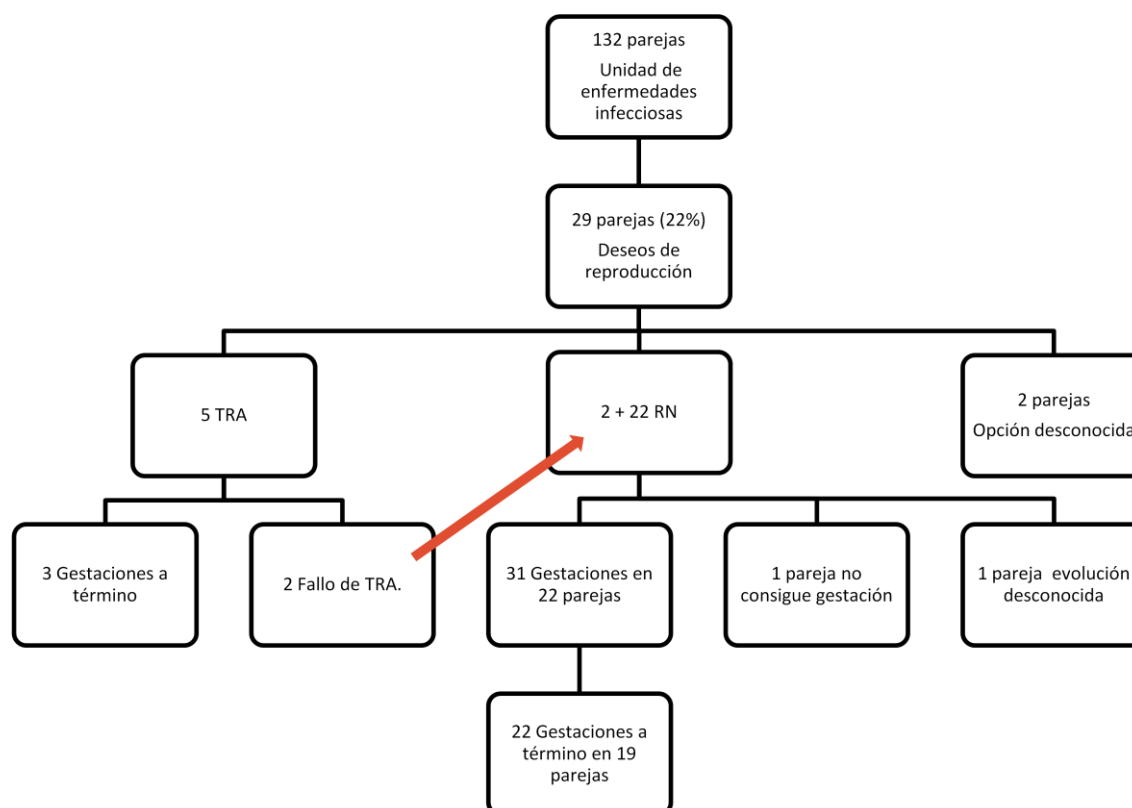 132 parejas
Unidad de
enfermedades
infecciosas
29 parejas (22%)
Deseos de
reproducción
5 TRA
2 + 22 RN
2 parejas
Opción desconocida
3 Gestaciones a
término
2 Fallo de TRA.
31 Gestaciones en
22 parejas
1 pareja no
consigue gestación
1 pareja evolución
desconocida
22 Gestaciones a
término en 19
parejas